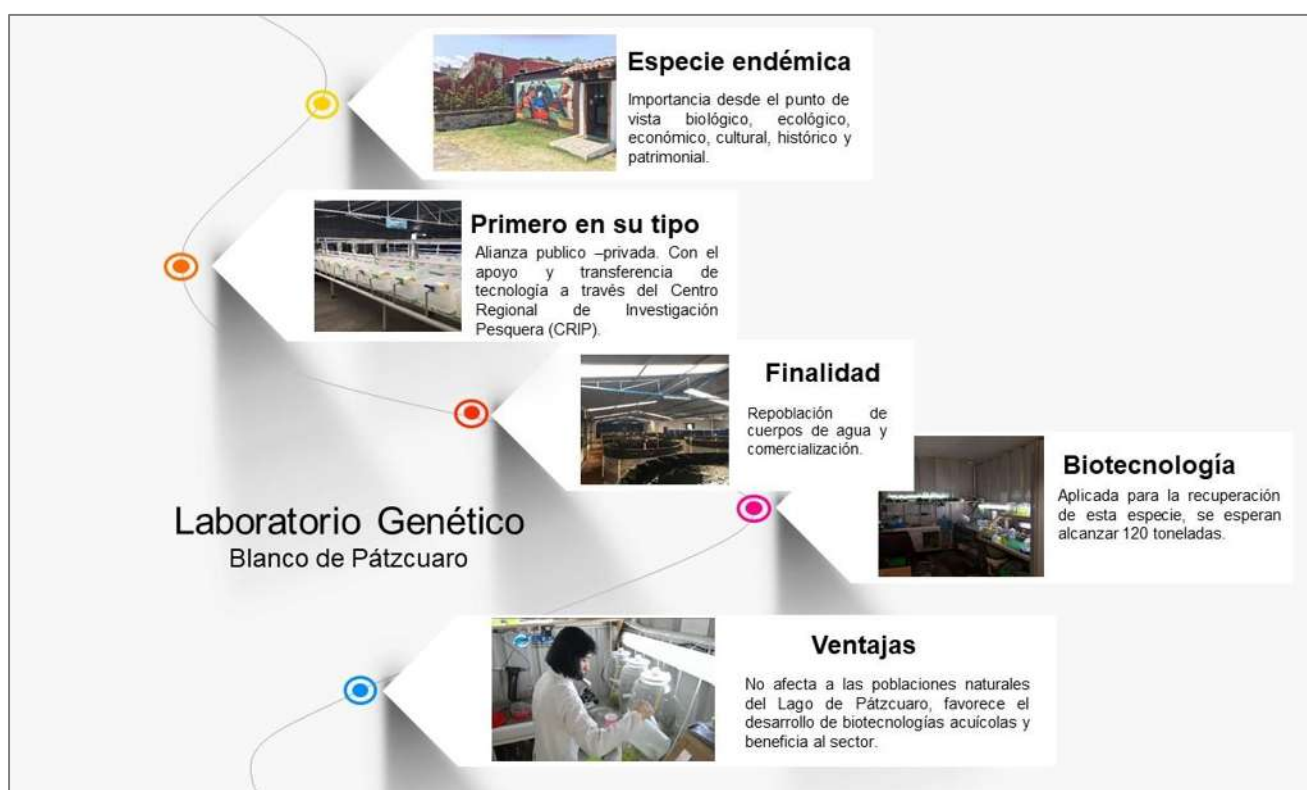 Especie endémica
Importancia desde el punto de
vista biológico, ecológico,
económico, cultural, histórico y
patrimonial.
Primero en su tipo
Alianza publico –privada. Con el
apoyo y transferencia de
tecnología a través del Centro
Regional de Investigación
Pesquera (CRIP).
Finalidad
Repoblación de
cuerpos de agua y
comercialización.
Biotecnología
Aplicada para la recuperación
de esta especie, se esperan
alcanzar 120 toneladas.
Laboratorio Genético
Blanco de Pátzcuaro
Ventajas
No afecta a las poblaciones naturales
del Lago de Pátzcuaro, favorece el
desarrollo de biotecnologías acuícolas y
beneficia al sector.